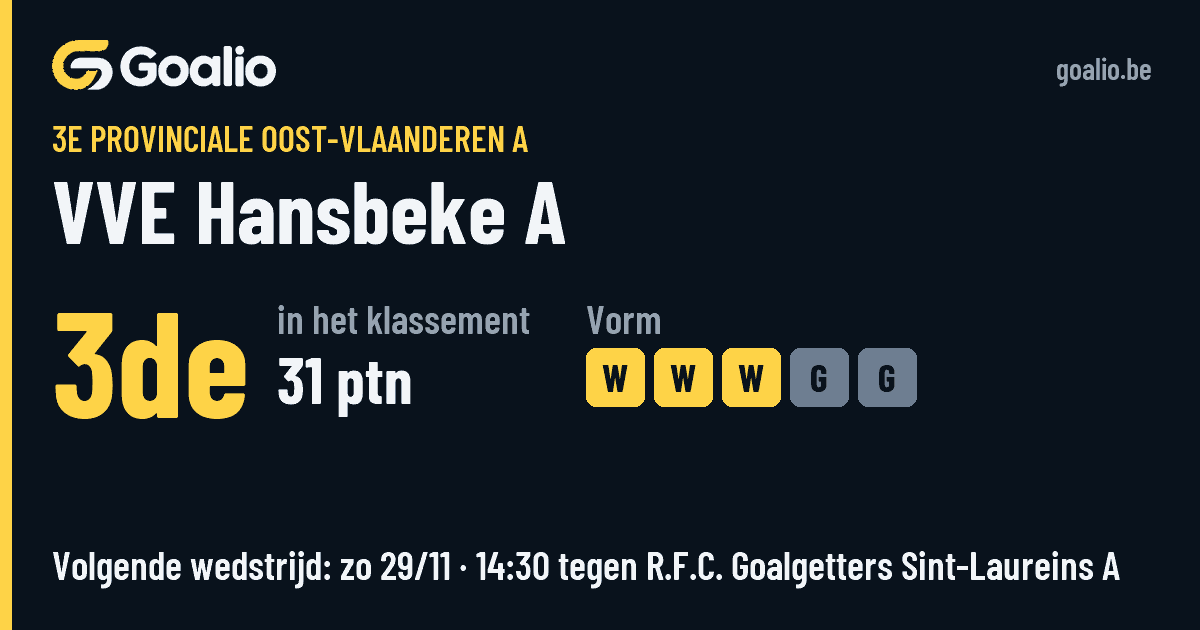 Goalio
goalio.be
3E PROVINCIALE OOST-VLAANDEREN A
VVE Hansbeke A
3de
in het klassement
31 ptn
Vorm
W W W G G
Volgende wedstrijd: zo 29/11 · 14:30 tegen R.F.C. Goalgetters Sint-Laureins A